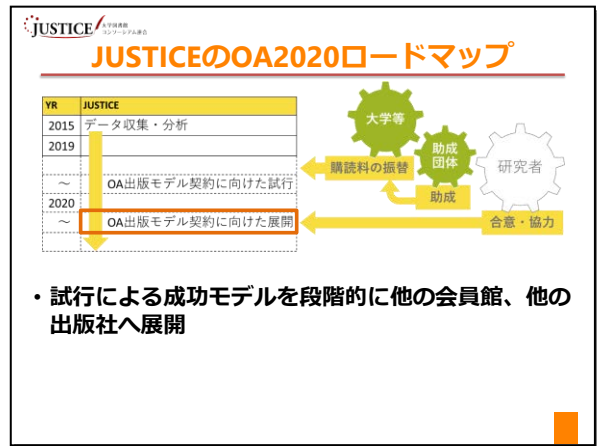 JUSTICE 大学図書館
コンソーシアム連合
JUSTICEのOA2020ロードマップ
YR JUSTICE
2015 データ収集・分析
2019
～ OA出版モデル契約に向けた試行
2020
～ OA出版モデル契約に向けた展開
大学等
助成
団体
研究者
購読料の振替
助成
合意・協力
・試行による成功モデルを段階的に他の会員館、他の
出版社へ展開